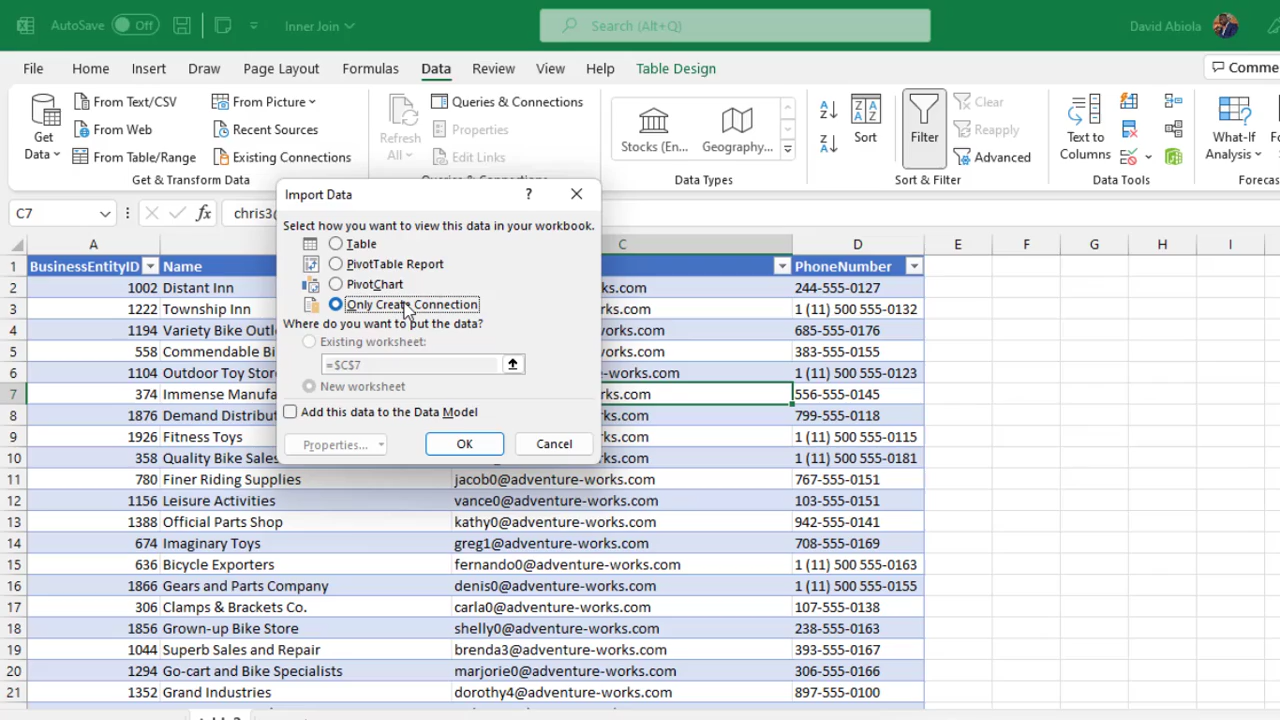 AutoSave Off Inner Join Search (Alt+Q) David Abiola
File Home Insert Draw Page Layout Formulas Data Review View Help Table Design Comme
Get Data
From Text/CSV
From Web
From Table/Range
From Picture
Recent Sources
Existing Connections
Get & Transform Data
Refresh All
Queries & Connections
Properties
Edit Links
Queries & Connections
Stocks (En...
Geography...
Data Types
Sort
Filter
Clear
Reapply
Advanced
Sort & Filter
Text to
Columns
Data Tools
What-If
Analysis
Forecas
C7 fx chris3(
Import Data ?
Select how you want to view this data in your workbook.
Table
PivotTable Report
PivotChart
Only Create Connection
Where do you want to put the data?
Existing worksheet:
=$C$7
New worksheet
Add this data to the Data Model
Properties... OK Cancel
A C D E F G H I
1 BusinessEntityID Name PhoneNumber
2 1002 Distant Inn ks.com 244-555-0127
3 1222 Township Inn ks.com 1 (11) 500 555-0132
4 1194 Variety Bike Outl ks.com 685-555-0176
5 558 Commendable Bi ks.com 383-555-0155
6 1104 Outdoor Toy Store -works.com 1 (11) 500 555-0123
7 374 Immense Manufa ks.com 556-555-0145
8 1876 Demand Distribut rks.com 799-555-0118
9 1926 Fitness Toys ks.com 1 (11) 500 555-0115
10 358 Quality Bike Sales rks.com 1 (11) 500 555-0181
11 780 Finer Riding Supplies jacob0@adventure-works.com 767-555-0151
12 1156 Leisure Activities vance0@adventure-works.com 103-555-0151
13 1388 Official Parts Shop kathy0@adventure-works.com 942-555-0141
14 674 Imaginary Toys greg1@adventure-works.com 708-555-0169
15 636 Bicycle Exporters fernando0@adventure-works.com 1 (11) 500 555-0163
16 1866 Gears and Parts Company denis0@adventure-works.com 1 (11) 500 555-0155
17 306 Clamps & Brackets Co. carla0@adventure-works.com 107-555-0138
18 1856 Grown-up Bike Store shelly0@adventure-works.com 238-555-0163
19 1044 Superb Sales and Repair brenda3@adventure-works.com 393-555-0167
20 1294 Go-cart and Bike Specialists marjorie0@adventure-works.com 306-555-0166
21 1352 Grand Industries dorothy4@adventure-works.com 897-555-0100